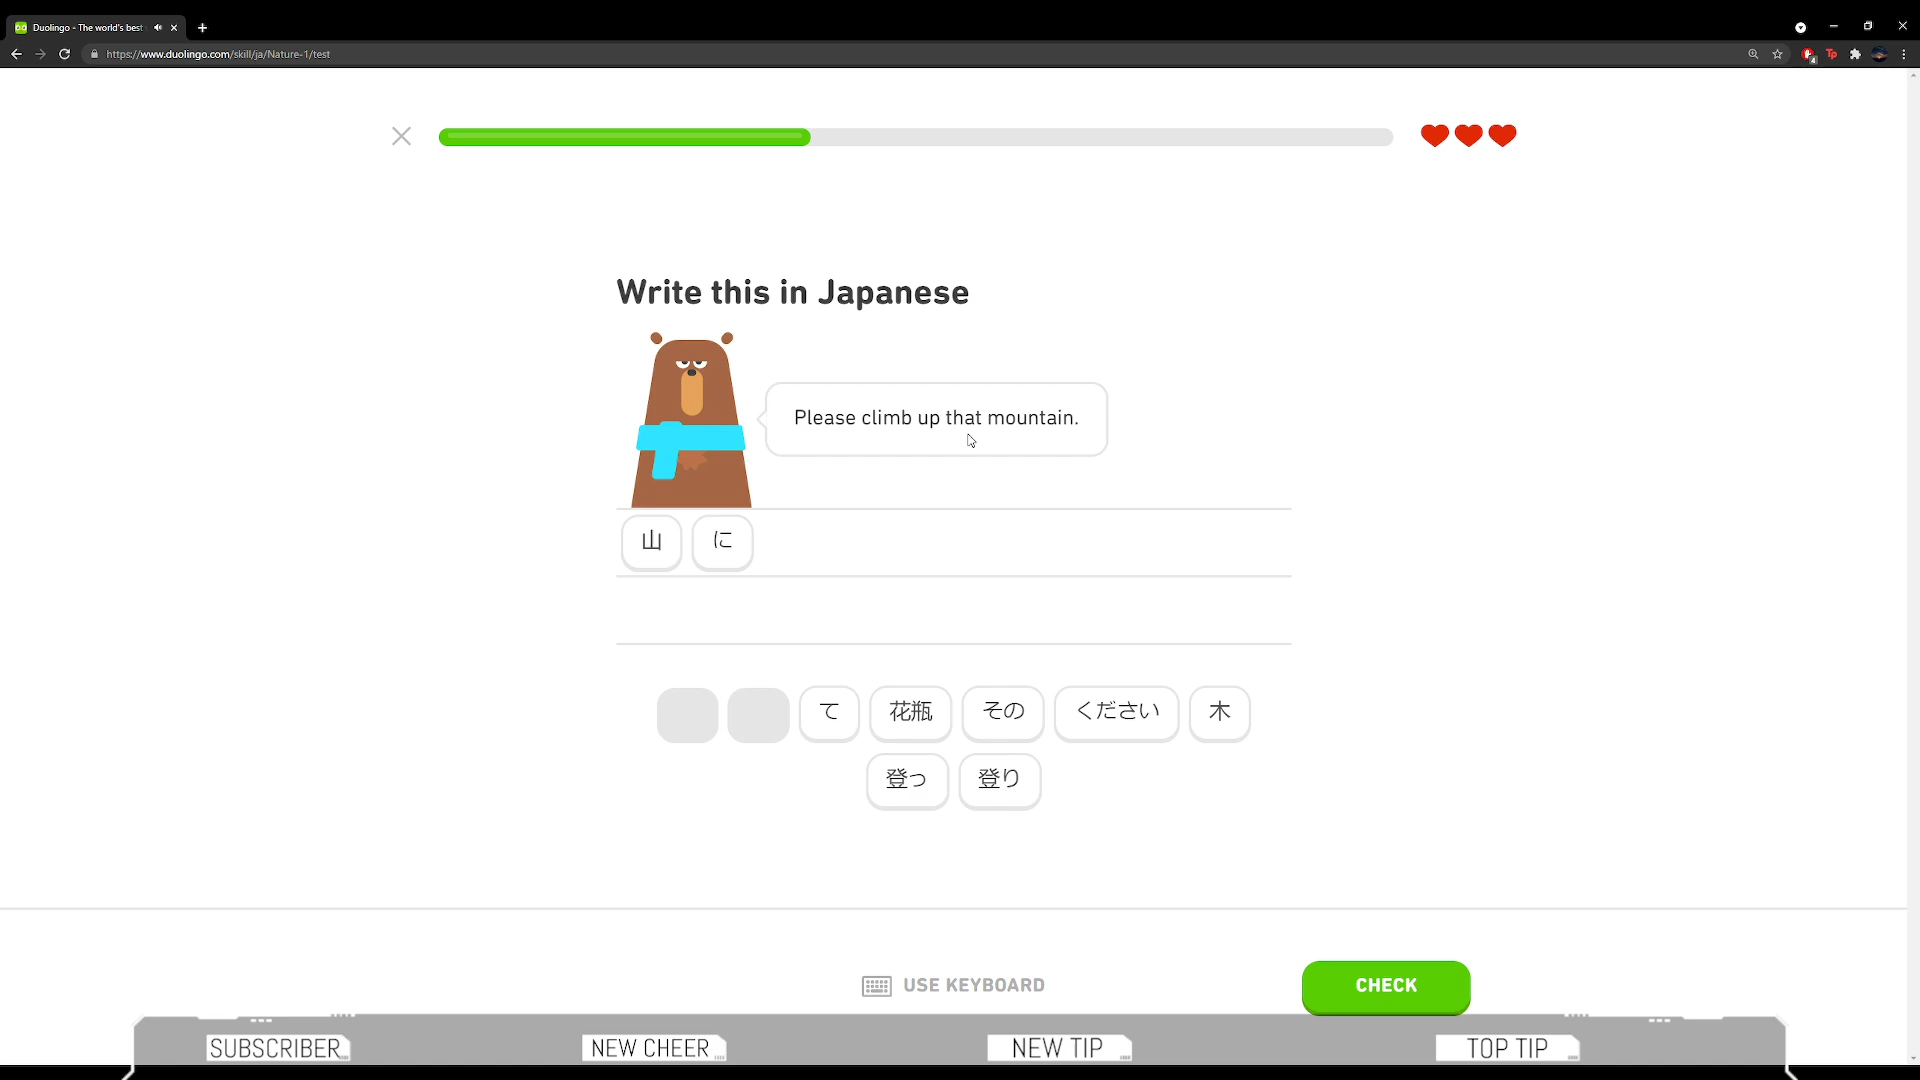 Duolingo - The world's best
https://www.duolingo.com/skill/ja/Nature-1/test
4
Tp
Write this in Japanese
Please climb up that mountain.
山 に
て 花瓶 その ください 木
登っ 登り
USE KEYBOARD
CHECK
SUBSCRIBER NEW CHEER NEW TIP TOP TIP